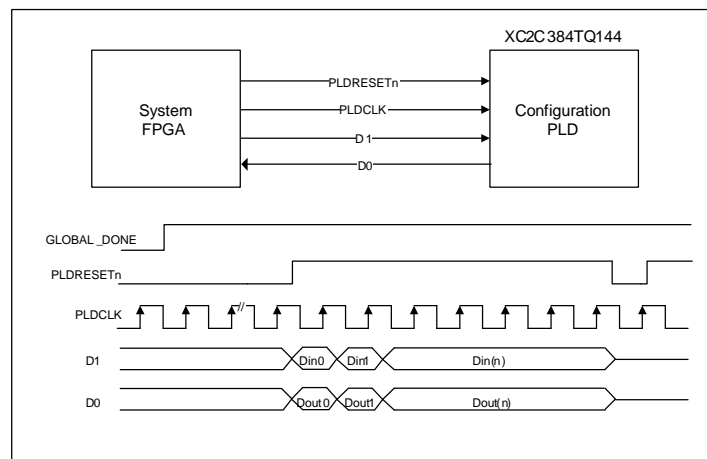 XC2C384TQ144
System
FPGA
PLDRESETn
PLDCLK
D1
D0
Configuration
PLD
GLOBAL_DONE
PLDRESETn
PLDCLK
//
D1
Din0
Din1
Din(n)
D0
Dout0
Dout1
Dout(n)